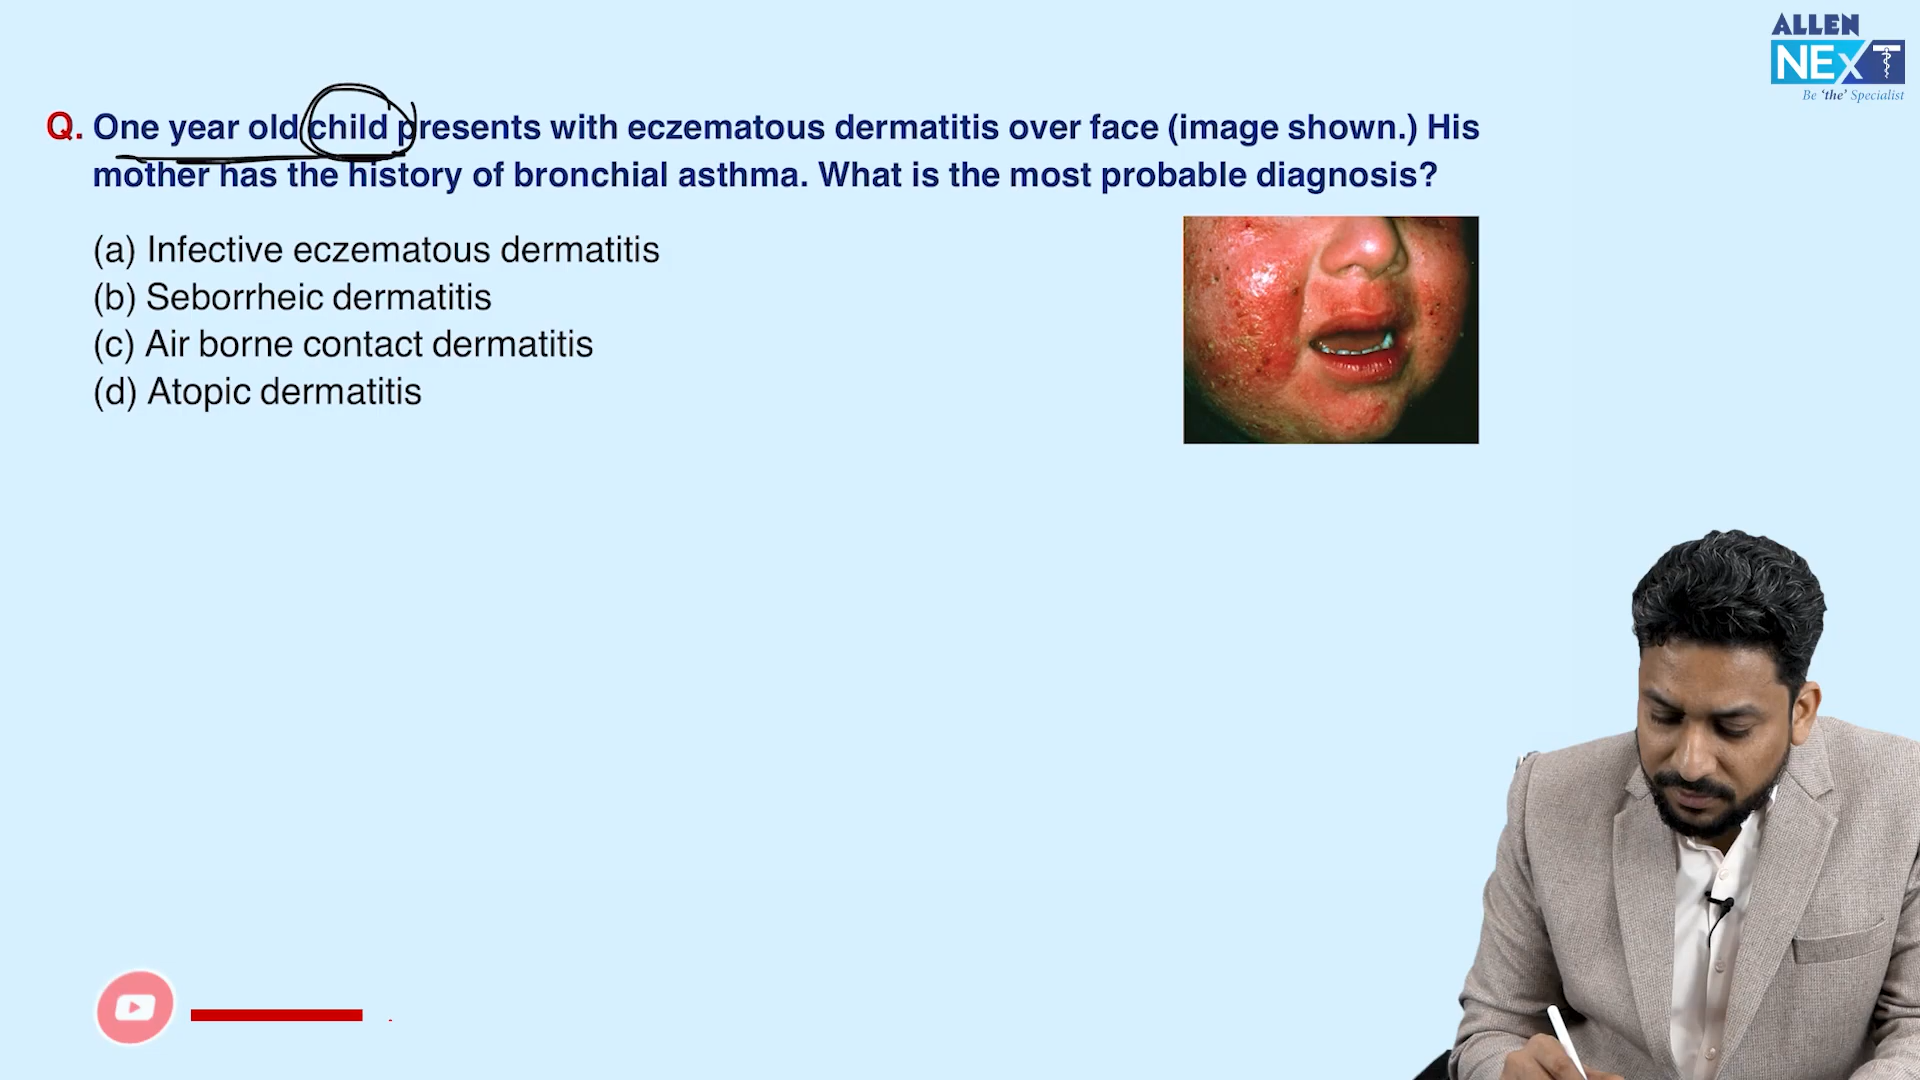 ALLEN
NEXT
Be 'the' Specialist
Q. One year old child presents with eczematous dermatitis over face (image shown.) His
mother has the history of bronchial asthma. What is the most probable diagnosis?
(a) Infective eczematous dermatitis
(b) Seborrheic dermatitis
(c) Air borne contact dermatitis
(d) Atopic dermatitis